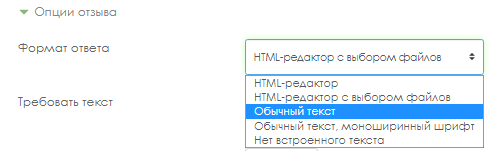 Опции отзыва
Формат ответа
HTML-редактор с выбором файлов
HTML-редактор
HTML-редактор с выбором файлов
Обычный текст
Обычный текст, моноширинный шрифт
Нет встроенного текста
Требовать текст